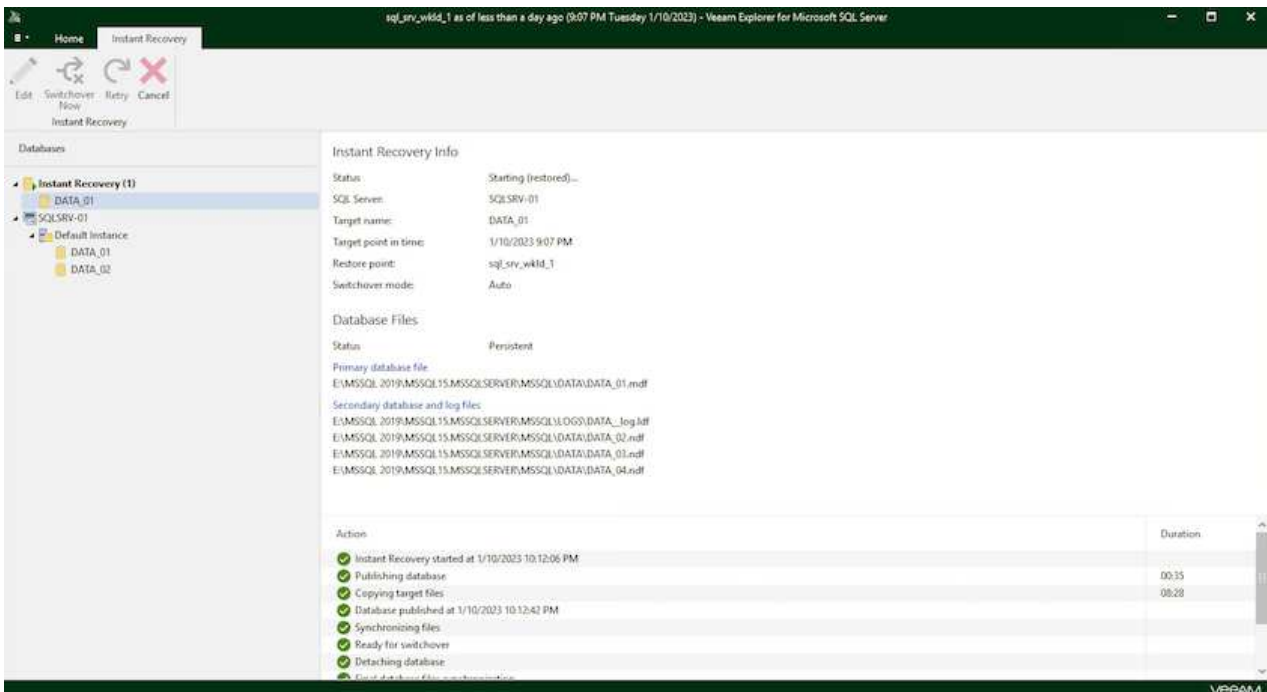 sql_srv_wkld_1 as of less than a day ago (9:07 PM Tuesday 1/10/2023) - Veeam Explorer for Microsoft SQL Server
Home Instant Recovery
Edit Switchover Now Retry Cancel
Instant Recovery
Databases
Instant Recovery (1)
DATA_01
SQLSRV-01
Default Instance
DATA_01
DATA_02
Instant Recovery Info
Status: Starting (restored)...
SQL Server: SQLSRV-01
Target name: DATA_01
Target point in time: 1/10/2023 9:07 PM
Restore point: sql_srv_wkld_1
Switchover mode: Auto
Database Files
Status Persistent
Primary database file
E:\MSSQL 2019\MSSQL15.MSSQLSERVER\MSSQL\DATA\DATA_01.mdf
Secondary database and log files
E:\MSSQL 2019\MSSQL15.MSSQLSERVER\MSSQL\LOGS\DATA__log.ldf
E:\MSSQL 2019\MSSQL15.MSSQLSERVER\MSSQL\DATA\DATA_02.ndf
E:\MSSQL 2019\MSSQL15.MSSQLSERVER\MSSQL\DATA\DATA_03.ndf
E:\MSSQL 2019\MSSQL15.MSSQLSERVER\MSSQL\DATA\DATA_04.ndf
Action Duration
Instant Recovery started at 1/10/2023 10:12:06 PM
Publishing database 00:35
Copying target files 08:28
Database published at 1/10/2023 10:12:42 PM
Synchronizing files
Ready for switchover
Detaching database
Final database files synchronization
VEEAM